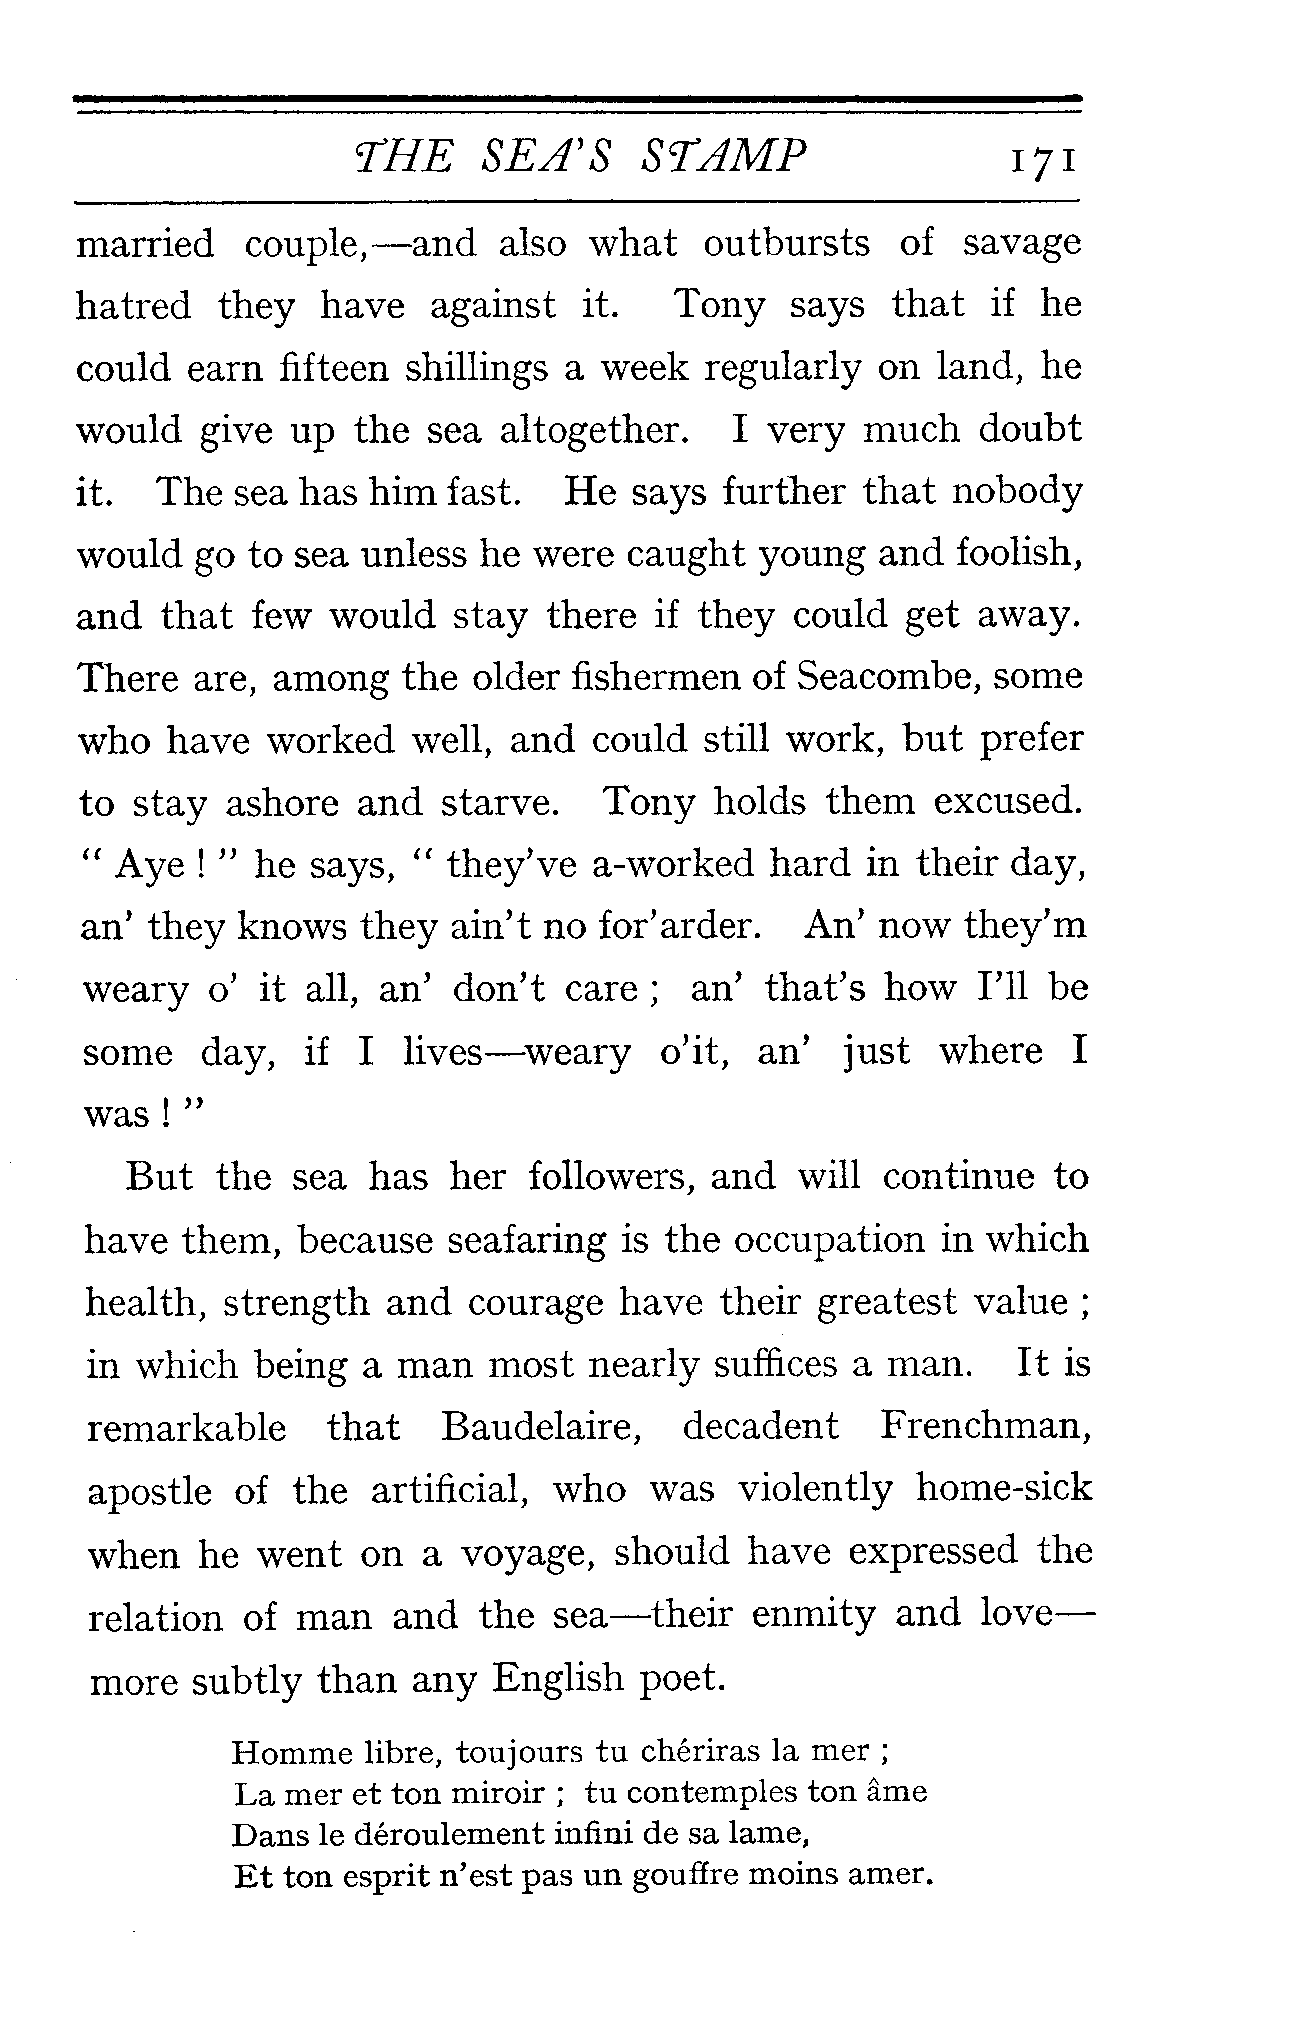 THE SEA'S STAMP 171
married couple,—and also what outbursts of savage
hatred they have against it. Tony says that if he
could earn fifteen shillings a week regularly on land, he
would give up the sea altogether. I very much doubt
it. The sea has him fast. He says further that nobody
would go to sea unless he were caught young and foolish,
and that few would stay there if they could get away.
There are, among the older fishermen of Seacombe, some
who have worked well, and could still work, but prefer
to stay ashore and starve. Tony holds them excused.
“ Aye ! ” he says, “ they've a-worked hard in their day,
an' they knows they ain't no for'arder. An' now they'm
weary o' it all, an' don't care ; an' that's how I'll be
some day, if I lives—weary o'it, an' just where I
was ! ”
But the sea has her followers, and will continue to
have them, because seafaring is the occupation in which
health, strength and courage have their greatest value ;
in which being a man most nearly suffices a man. It is
remarkable that Baudelaire, decadent Frenchman,
apostle of the artificial, who was violently home-sick
when he went on a voyage, should have expressed the
relation of man and the sea—their enmity and love—
more subtly than any English poet.
Homme libre, toujours tu chériras la mer ;
La mer et ton miroir ; tu contemples ton âme
Dans le déroulement infini de sa lame,
Et ton esprit n'est pas un gouffre moins amer.